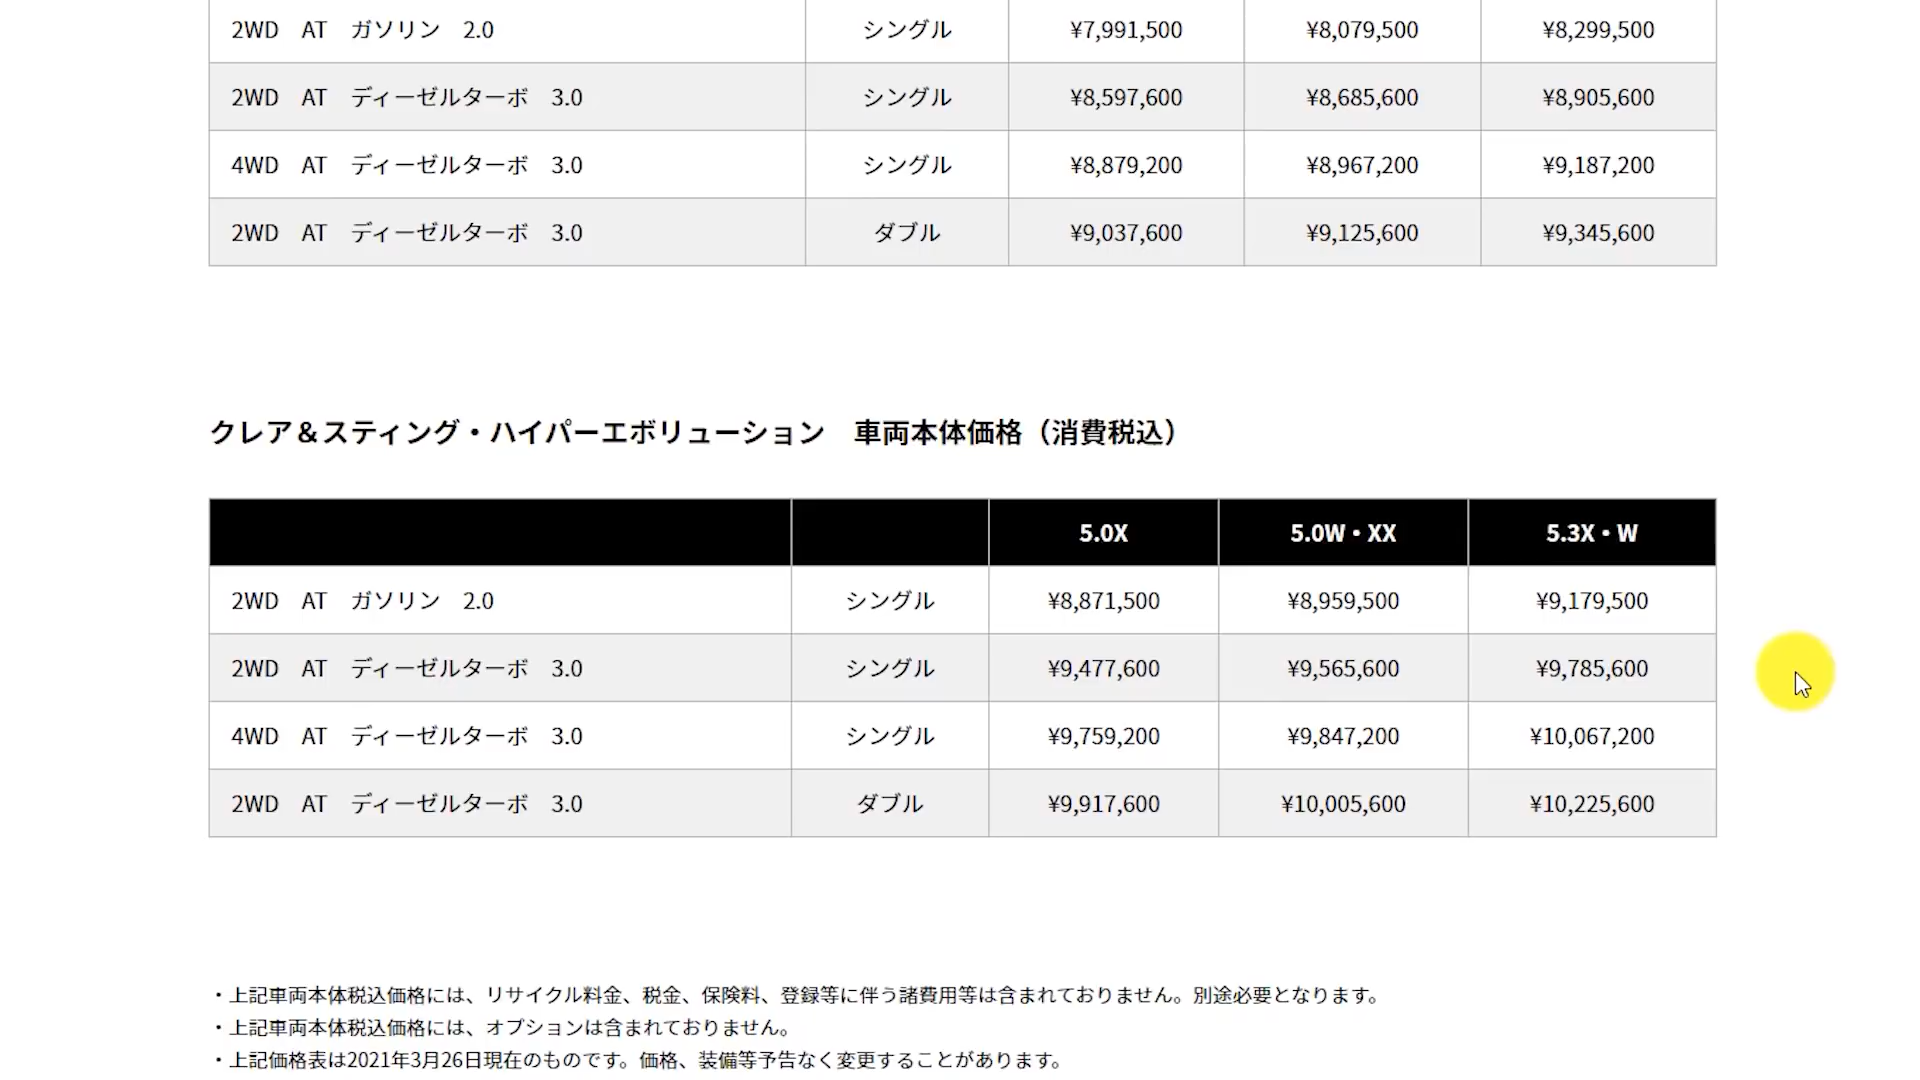 2WD AT ガソリン 2.0 シングル ¥7,991,500 ¥8,079,500 ¥8,299,500
2WD AT ディーゼルターボ 3.0 シングル ¥8,597,600 ¥8,685,600 ¥8,905,600
4WD AT ディーゼルターボ 3.0 シングル ¥8,879,200 ¥8,967,200 ¥9,187,200
2WD AT ディーゼルターボ 3.0 ダブル ¥9,037,600 ¥9,125,600 ¥9,345,600
クレア＆スティング・ハイパーエボリューション 車両本体価格（消費税込）
5.0X 5.0W・XX 5.3X・W
2WD AT ガソリン 2.0 シングル ¥8,871,500 ¥8,959,500 ¥9,179,500
2WD AT ディーゼルターボ 3.0 シングル ¥9,477,600 ¥9,565,600 ¥9,785,600
4WD AT ディーゼルターボ 3.0 シングル ¥9,759,200 ¥9,847,200 ¥10,067,200
2WD AT ディーゼルターボ 3.0 ダブル ¥9,917,600 ¥10,005,600 ¥10,225,600
・上記車両本体税込価格には、リサイクル料金、税金、保険料、登録等に伴う諸費用等は含まれておりません。別途必要となります。
・上記車両本体税込価格には、オプションは含まれておりません。
・上記価格表は2021年3月26日現在のものです。価格、装備等予告なく変更することがあります。